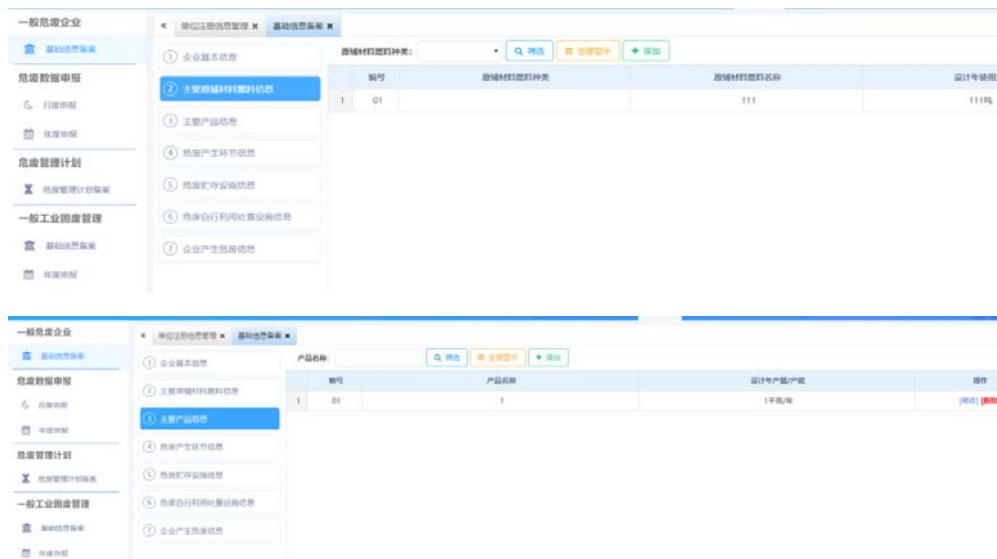 一般危废企业
« 单位注册信息管理 × 基础信息备案 ×
基础信息备案
① 企业基本信息
原辅材料燃料种类:
筛选
全部显示
+ 添加
危废数据申报
② 主要原辅材料燃料信息
编号 原辅材料燃料种类 原辅材料燃料名称 设计年使用
1 01 111 111吨
月度申报
③ 主要产品信息
年度申报
④ 危废产生环节信息
危废管理计划
危废管理计划备案
⑤ 危废贮存设施信息
一般工业固废管理
⑥ 危废自行利用处置设施信息
基础信息备案
⑦ 企业产生危废信息
年度申报
一般危废企业
« 单位注册信息管理 × 基础信息备案 ×
基础信息备案
① 企业基本信息
产品名称:
筛选
全部显示
+ 添加
危废数据申报
② 主要原辅材料燃料信息
编号 产品名称 设计年产量/产能 操作
1 01 1 1千克/年 [修改] [删除
月度申报
③ 主要产品信息
年度申报
④ 危废产生环节信息
危废管理计划
危废管理计划备案
⑤ 危废贮存设施信息
一般工业固废管理
⑥ 危废自行利用处置设施信息
基础信息备案
⑦ 企业产生危废信息
年度申报